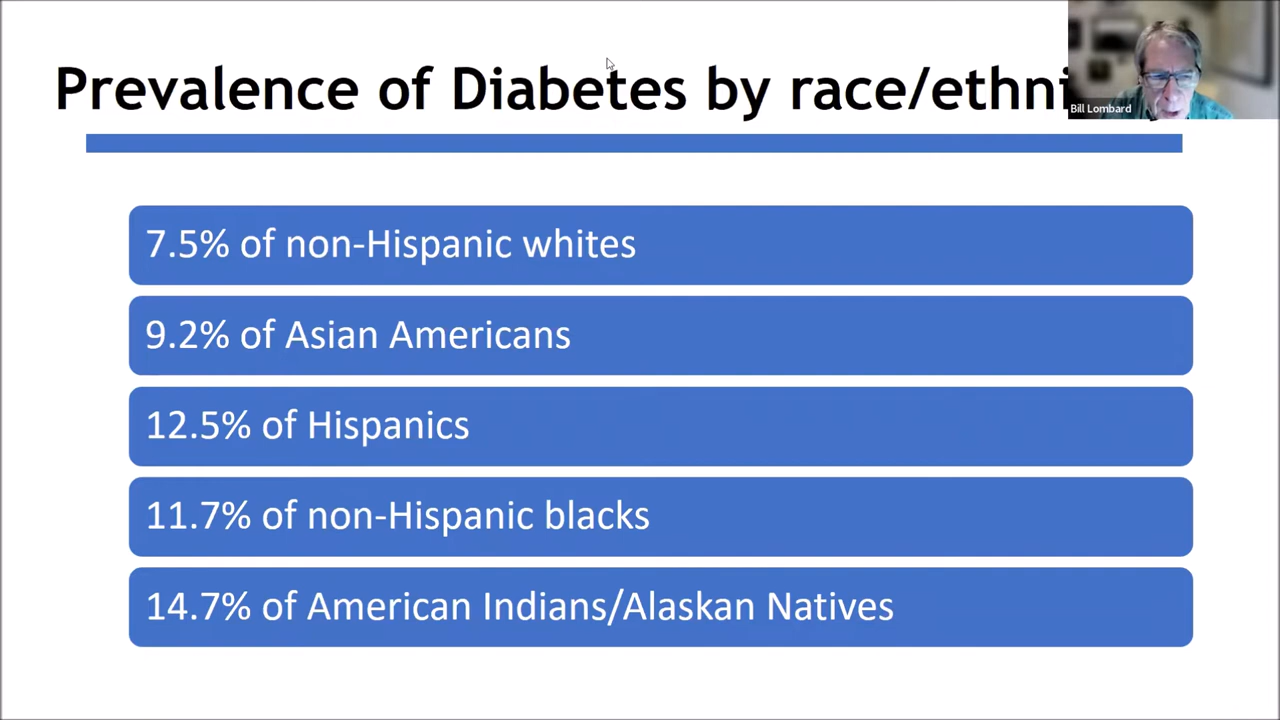 Prevalence of Diabetes by race/ethni
Bill Lombard
7.5% of non-Hispanic whites
9.2% of Asian Americans
12.5% of Hispanics
11.7% of non-Hispanic blacks
14.7% of American Indians/Alaskan Natives